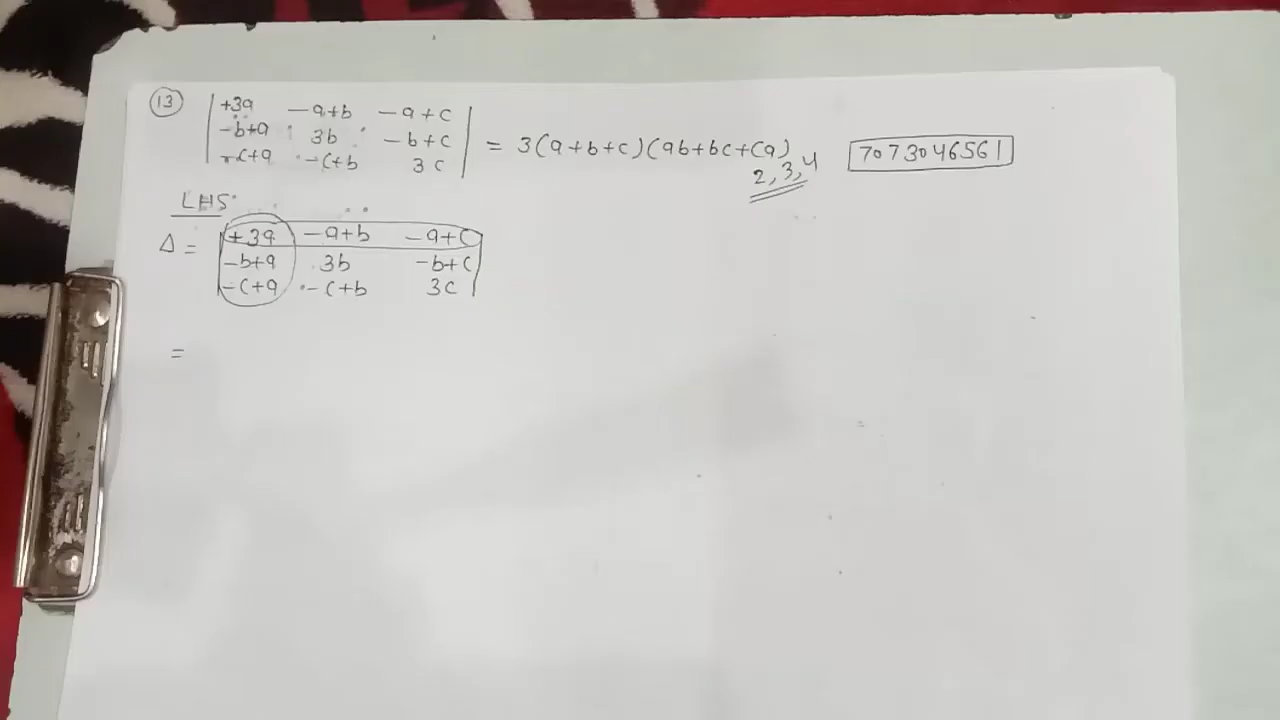 13 | +3a -a+b -a+c |
| -b+a 3b -b+c | = 3(a+b+c)(ab+bc+ca) 7073046561
| -c+a -c+b 3c |
2,3,4
LHS
Δ = | +3a -a+b -a+c |
| -b+a 3b -b+c |
| -c+a -c+b 3c |
=